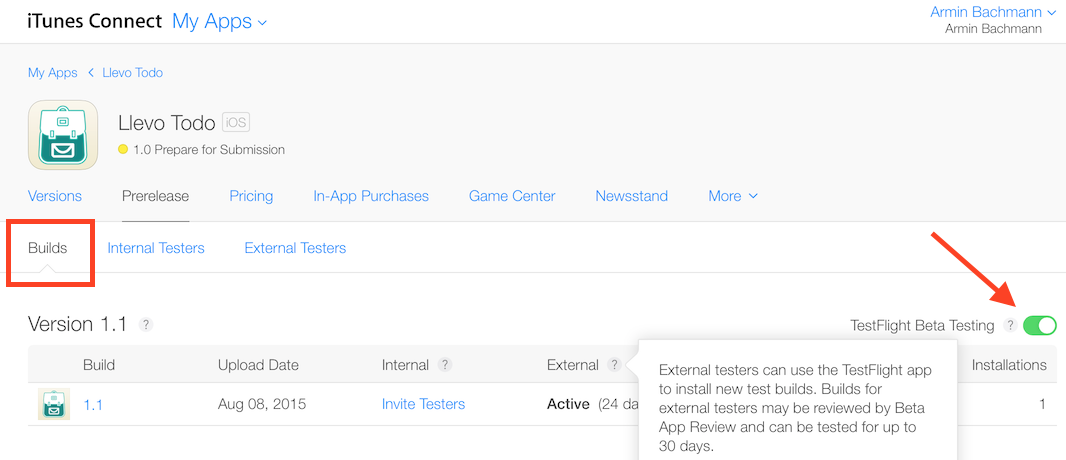 iTunes Connect My Apps
Armin Bachmann
Armin Bachmann
My Apps Llevo Todo
Llevo Todo iOS
1.0 Prepare for Submission
Versions Prerelease Pricing In-App Purchases Game Center Newsstand More
Builds Internal Testers External Testers
Version 1.1 ? TestFlight Beta Testing ?
Build Upload Date Internal ? External ? Installations
1.1 Aug 08, 2015 Invite Testers Active (24 da 1
External testers can use the TestFlight app
to install new test builds. Builds for
external testers may be reviewed by Beta
App Review and can be tested for up to
30 days.